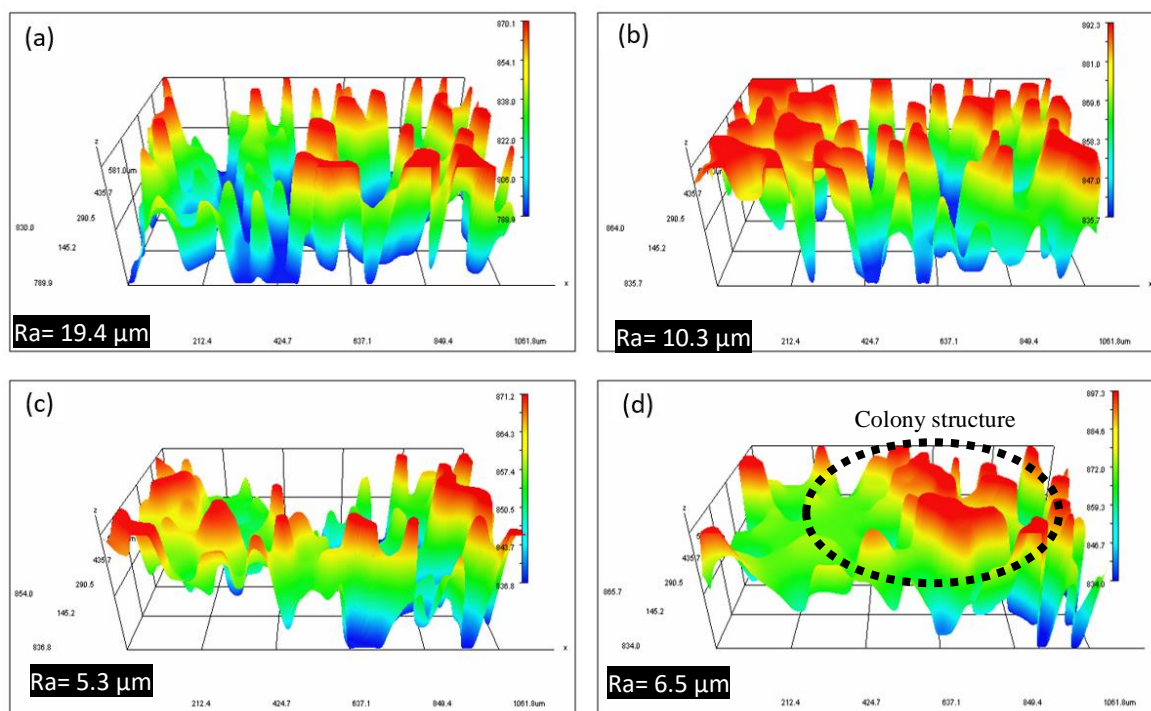 (a)
870.1
854.1
838.0
822.0
806.0
789.9
z
581.0um
435.7
290.5
145.2
830.0
789.9
x
Ra= 19.4 µm
212.4
424.7
637.1
849.4
1061.8um
(b)
892.3
881.0
869.6
858.3
847.0
835.7
z
435.7
290.5
145.2
864.0
835.7
x
Ra= 10.3 µm
212.4
424.7
637.1
849.4
1061.8um
(c)
871.2
864.3
857.4
850.5
843.7
836.8
z
435.7
290.5
145.2
854.0
836.8
x
Ra= 5.3 µm
212.4
424.7
637.1
849.4
1061.8um
(d)
Colony structure
897.3
884.6
872.0
859.3
846.7
834.0
z
435.7
290.5
145.2
865.7
834.0
x
Ra= 6.5 µm
212.4
424.7
637.1
849.4
1061.8um